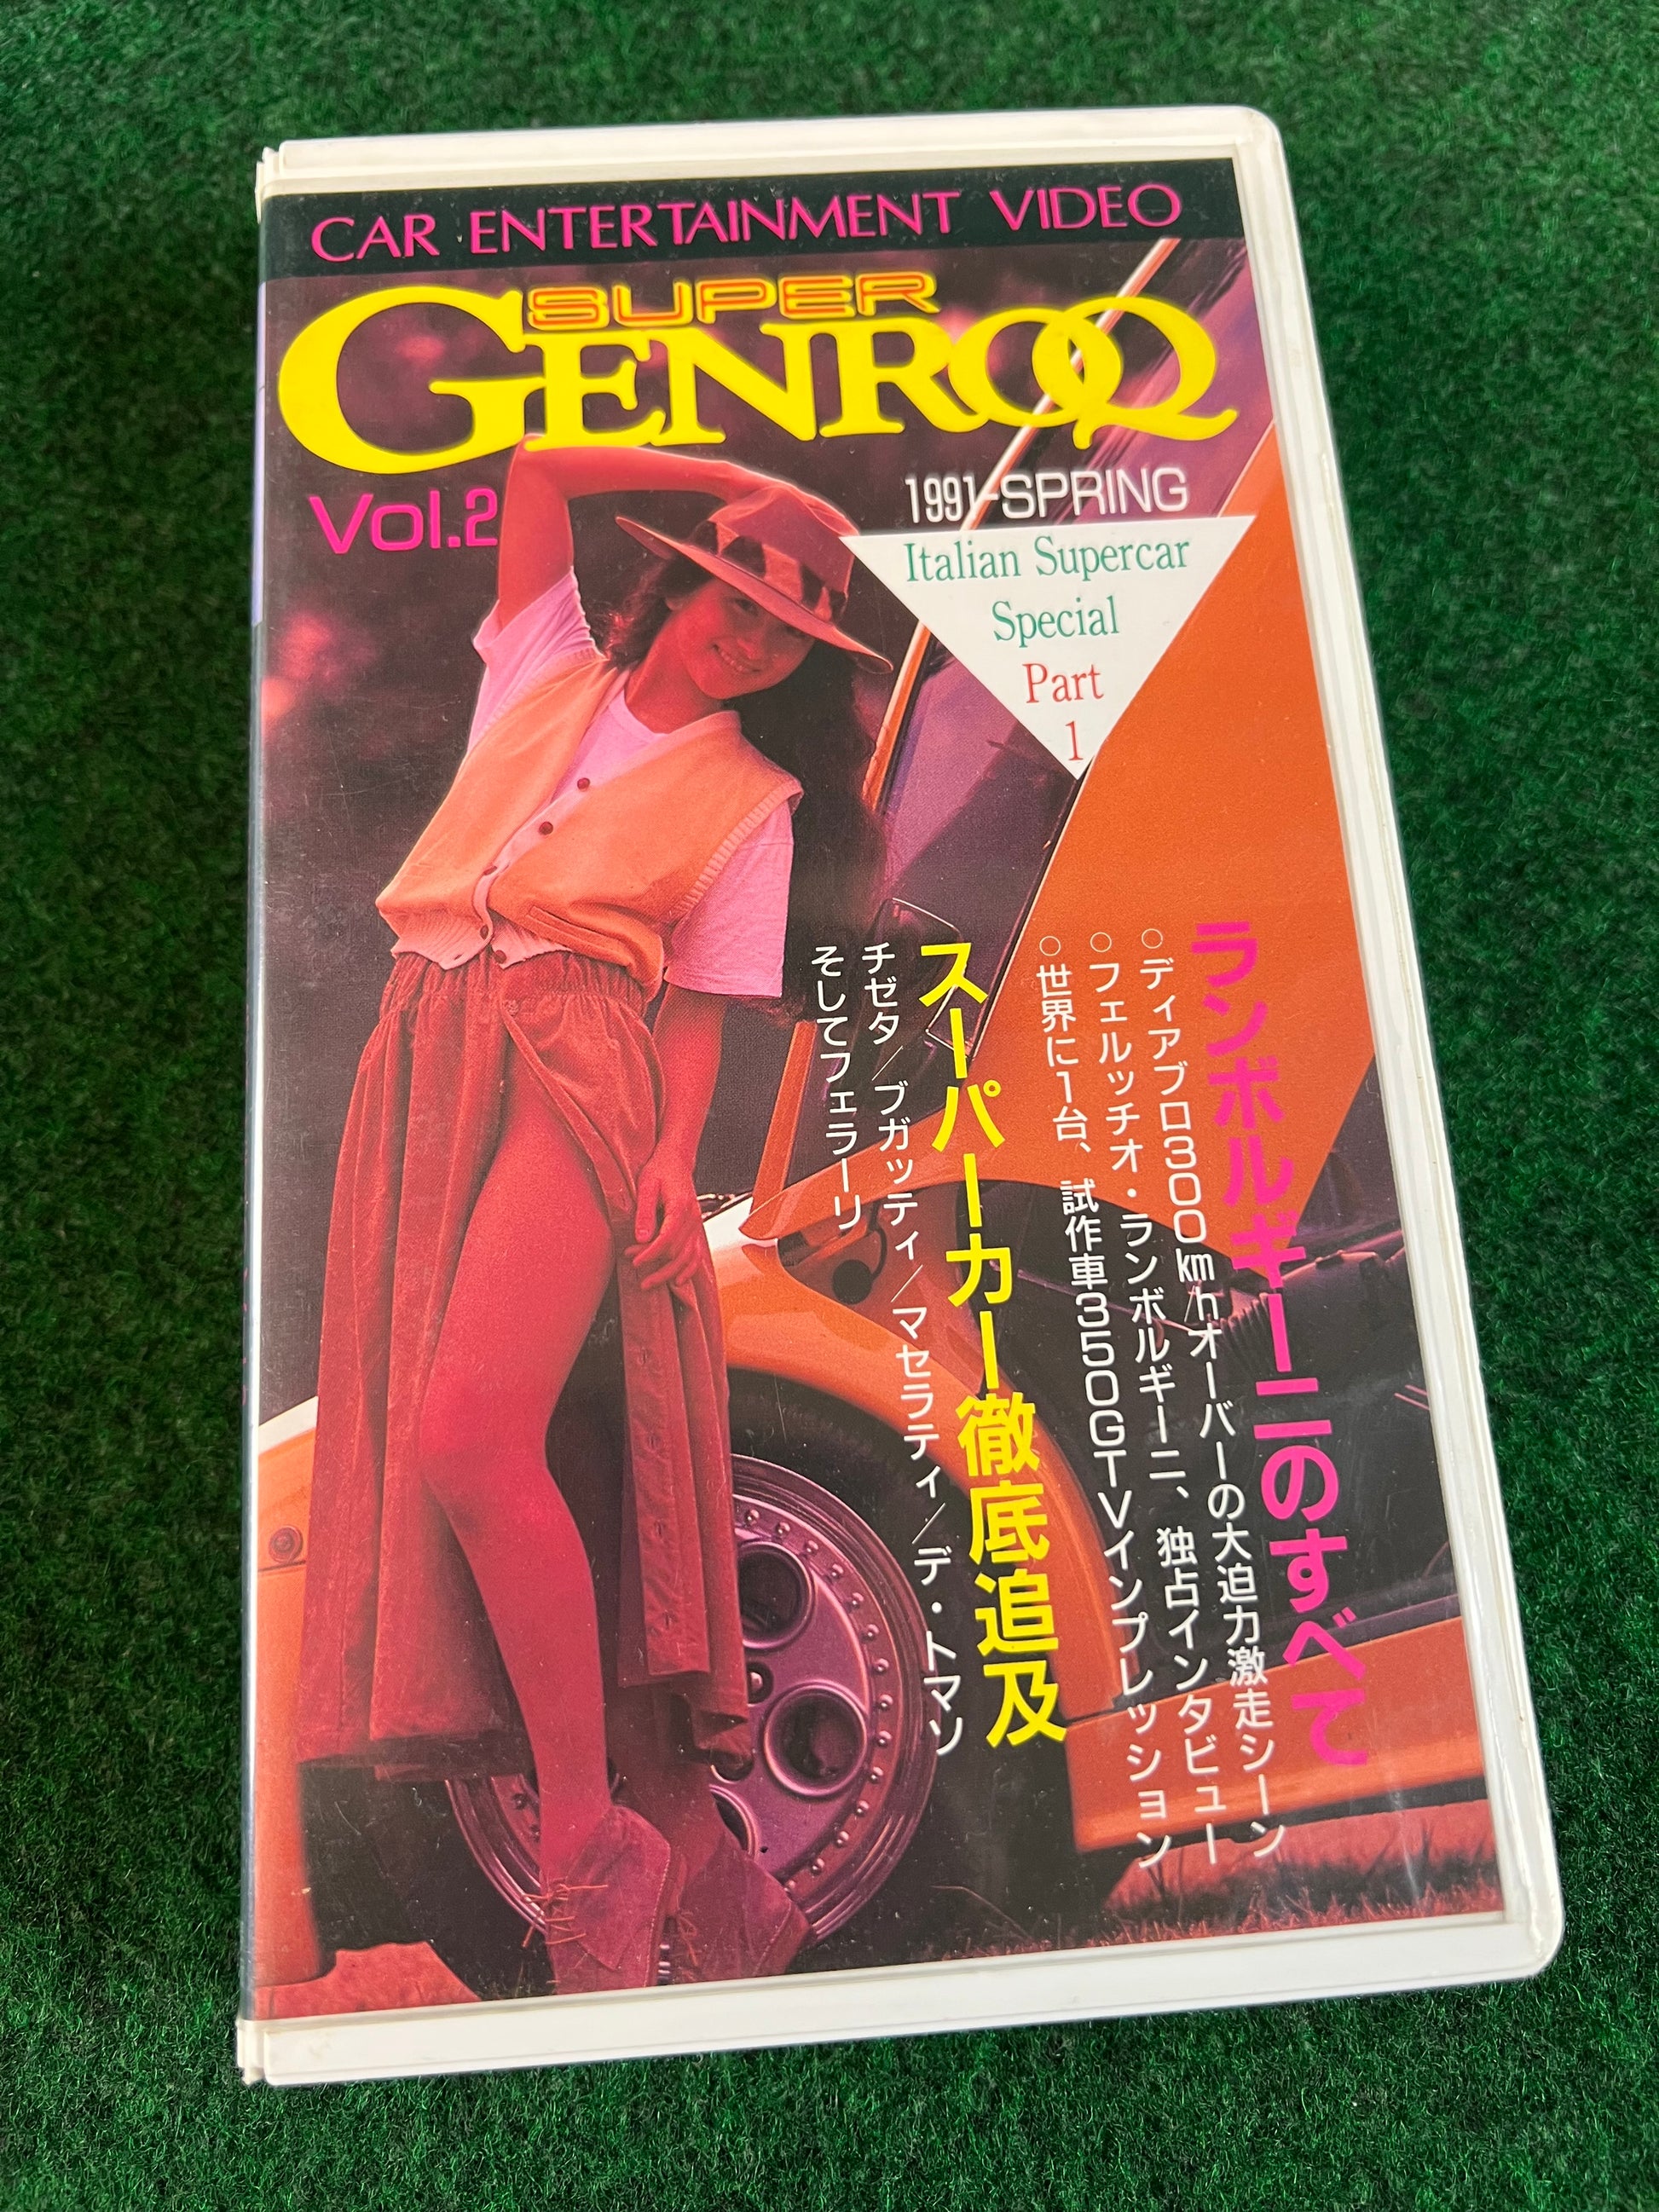 CAR ENTERTAINMENT VIDEO
SUPER
GENROQ
Vol.2
1991-SPRING
Italian Supercar
Special
Part
1
ランボルギーニのすべて
○ディアブロ300km/hオーバーの大迫力激走シーン
○フェルッチオ・ランボルギーニ、独占インタビュー
○世界に1台、試作車350GTVインプレッション
スーパーカー徹底追及
チゼタ/ブガッティ/マセラティ/デ・トマソ
そしてフェラーリ